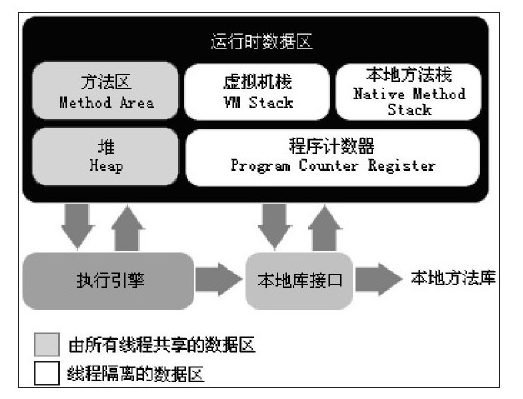 运行时数据区
方法区
Method Area
虚拟机栈
VM Stack
本地方法栈
Native Method
Stack
堆
Heap
程序计数器
Program Counter Register
执行引擎
本地库接口
本地方法库
由所有线程共享的数据区
线程隔离的数据区